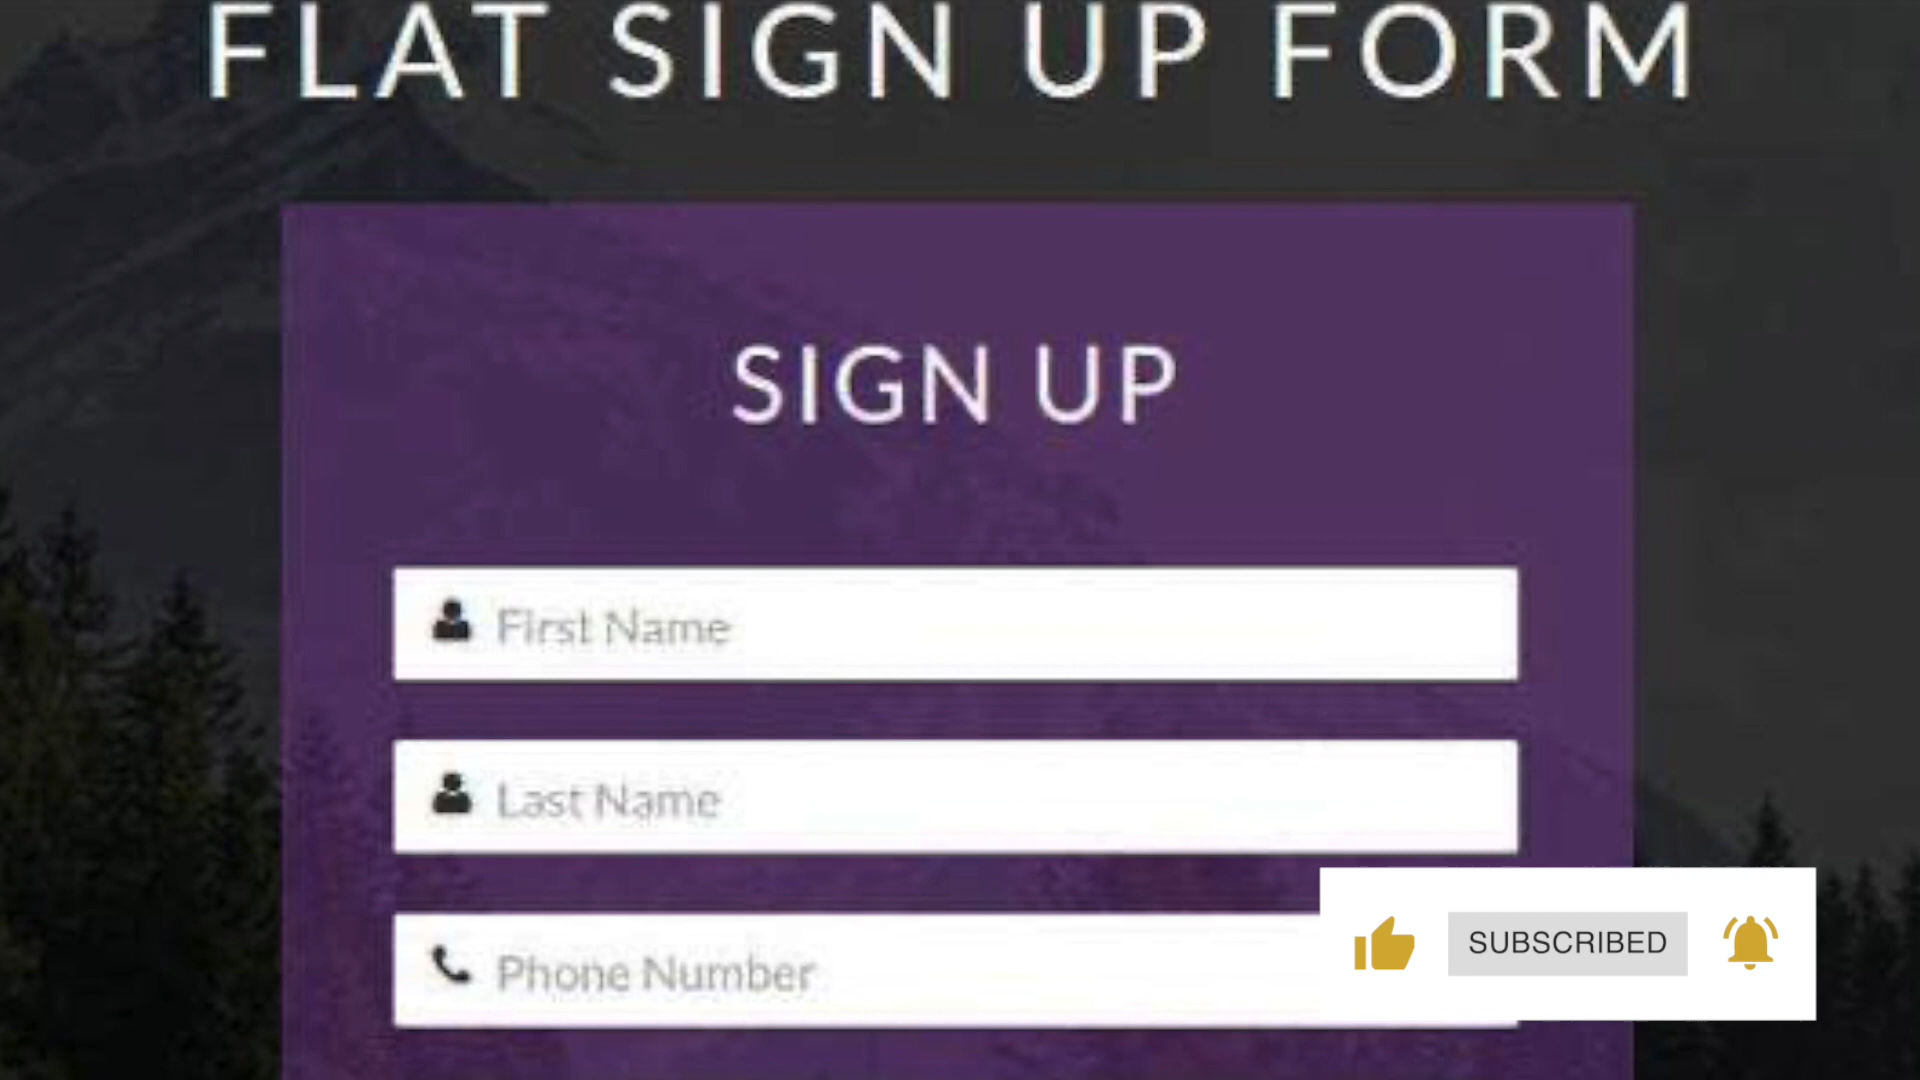 FLAT SIGN UP FORM
SIGN UP
First Name
Last Name
Phone Number
SUBSCRIBED